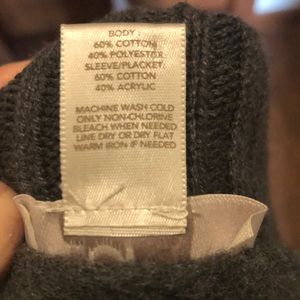 BODY:
60% COTTON
40% POLYESTER
SLEEVE/PLACKET:
60% COTTON
40% ACRYLIC
MACHINE WASH COLD
ONLY NON-CHLORINE
BLEACH WHEN NEEDED
LINE DRY OR DRY FLAT
WARM IRON IF NEEDED